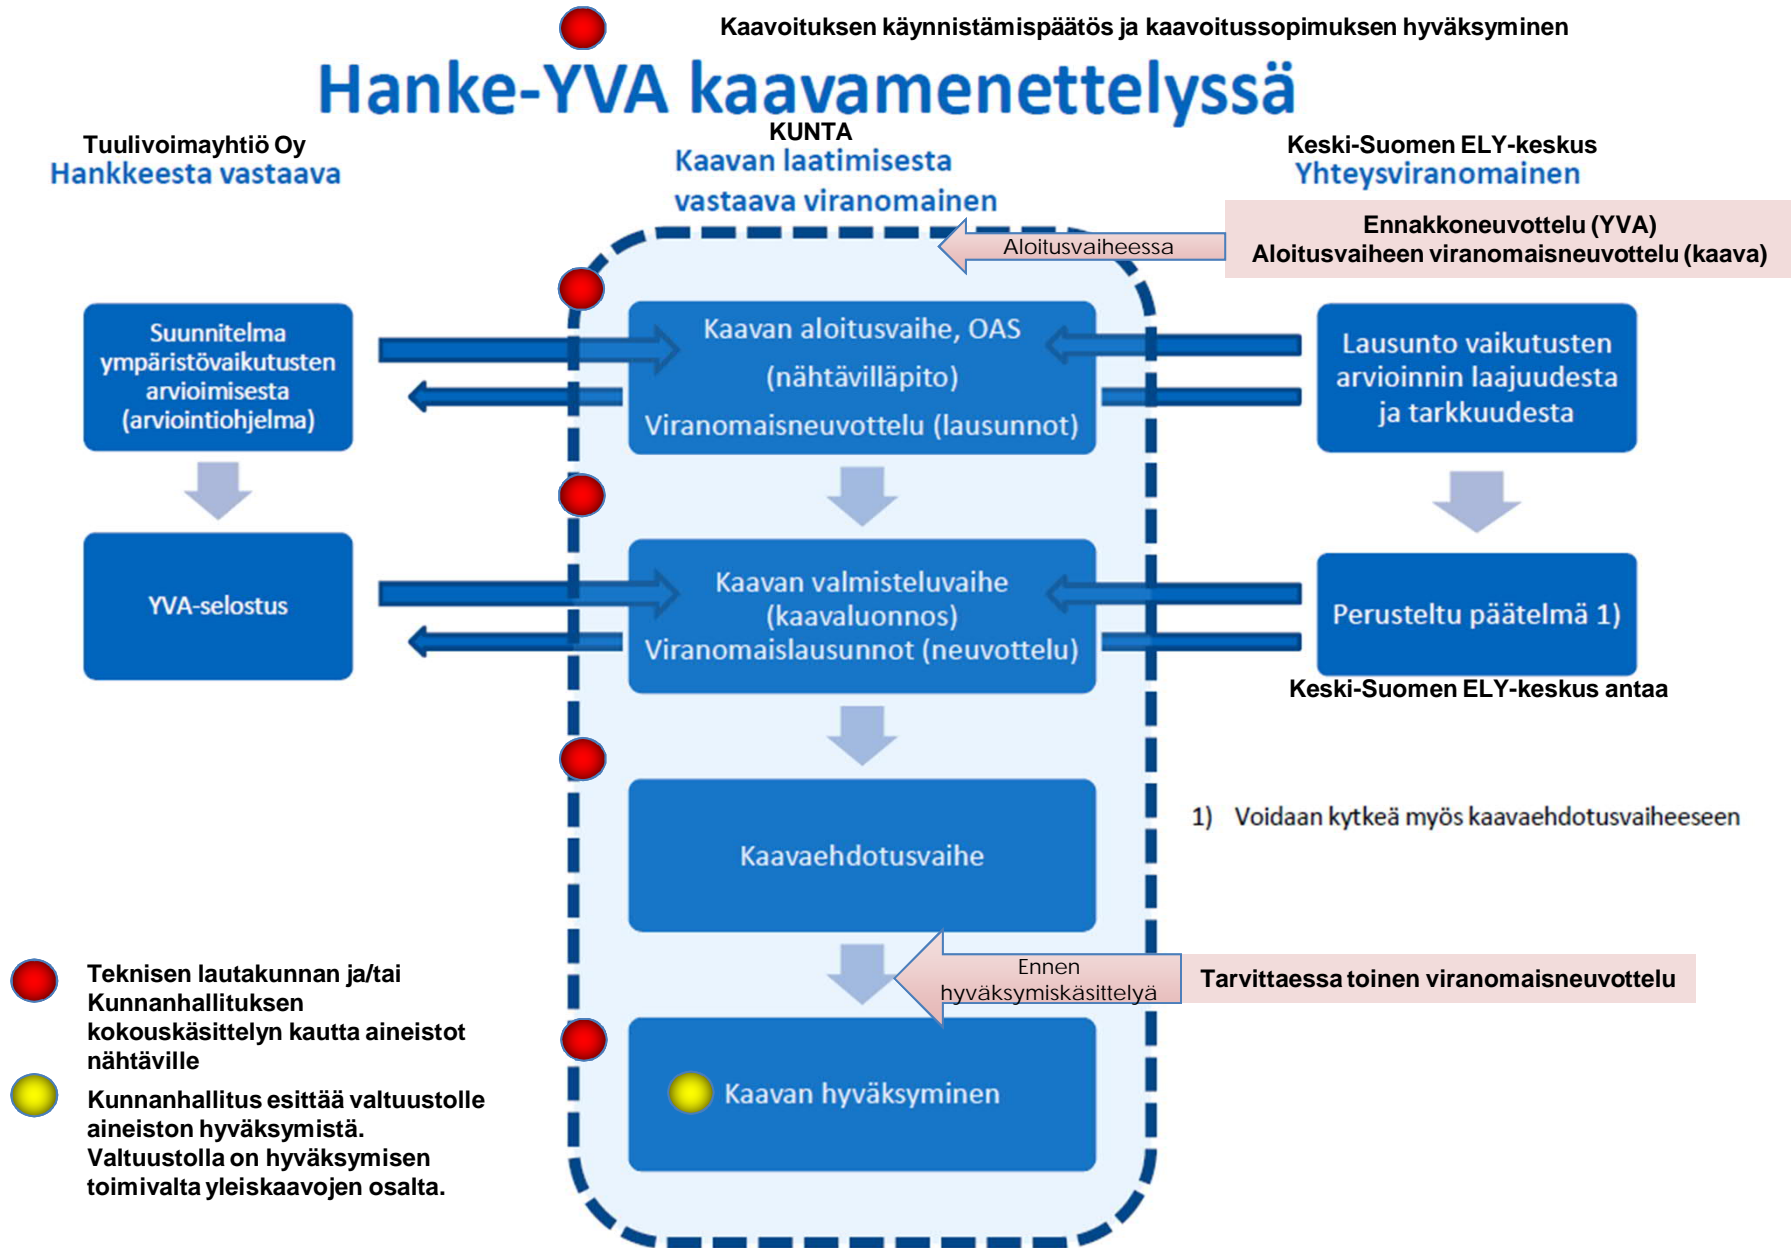 Kaavoituksen käynnistämispäätös ja kaavoitussopimuksen hyväksyminen
Hanke-YVA kaavamenettelyssä
Tuulivoimayhtiö Oy
Hankkeesta vastaava
KUNTA
Kaavan laatimisesta
vastaava viranomainen
Keski-Suomen ELY-keskus
Yhteysviranomainen
Aloitusvaiheessa
Ennakkoneuvottelu (YVA)
Aloitusvaiheen viranomaisneuvottelu (kaava)
Suunnitelma
ympäristövaikutusten
arvioimisesta
(arviointiohjelma)
Kaavan aloitusvaihe, OAS
(nähtävilläpito)
Viranomaisneuvottelu (lausunnot)
Lausunto vaikutusten
arvioinnin laajuudesta
ja tarkkuudesta
YVA-selostus
Kaavan valmisteluvaihe
(kaavaluonnos)
Viranomaislausunnot (neuvottelu)
Perusteltu päätelmä 1)
Keski-Suomen ELY-keskus antaa
1) Voidaan kytkeä myös kaavaehdotusvaiheeseen
Kaavaehdotusvaihe
Ennen
hyväksymiskäsittelyä
Tarvittaessa toinen viranomaisneuvottelu
Kaavan hyväksyminen
Teknisen lautakunnan ja/tai
Kunnanhallituksen
kokouskäsittelyn kautta aineistot
nähtäville
Kunnanhallitus esittää valtuustolle
aineiston hyväksymistä.
Valtuustolla on hyväksymisen
toimivalta yleiskaavojen osalta.